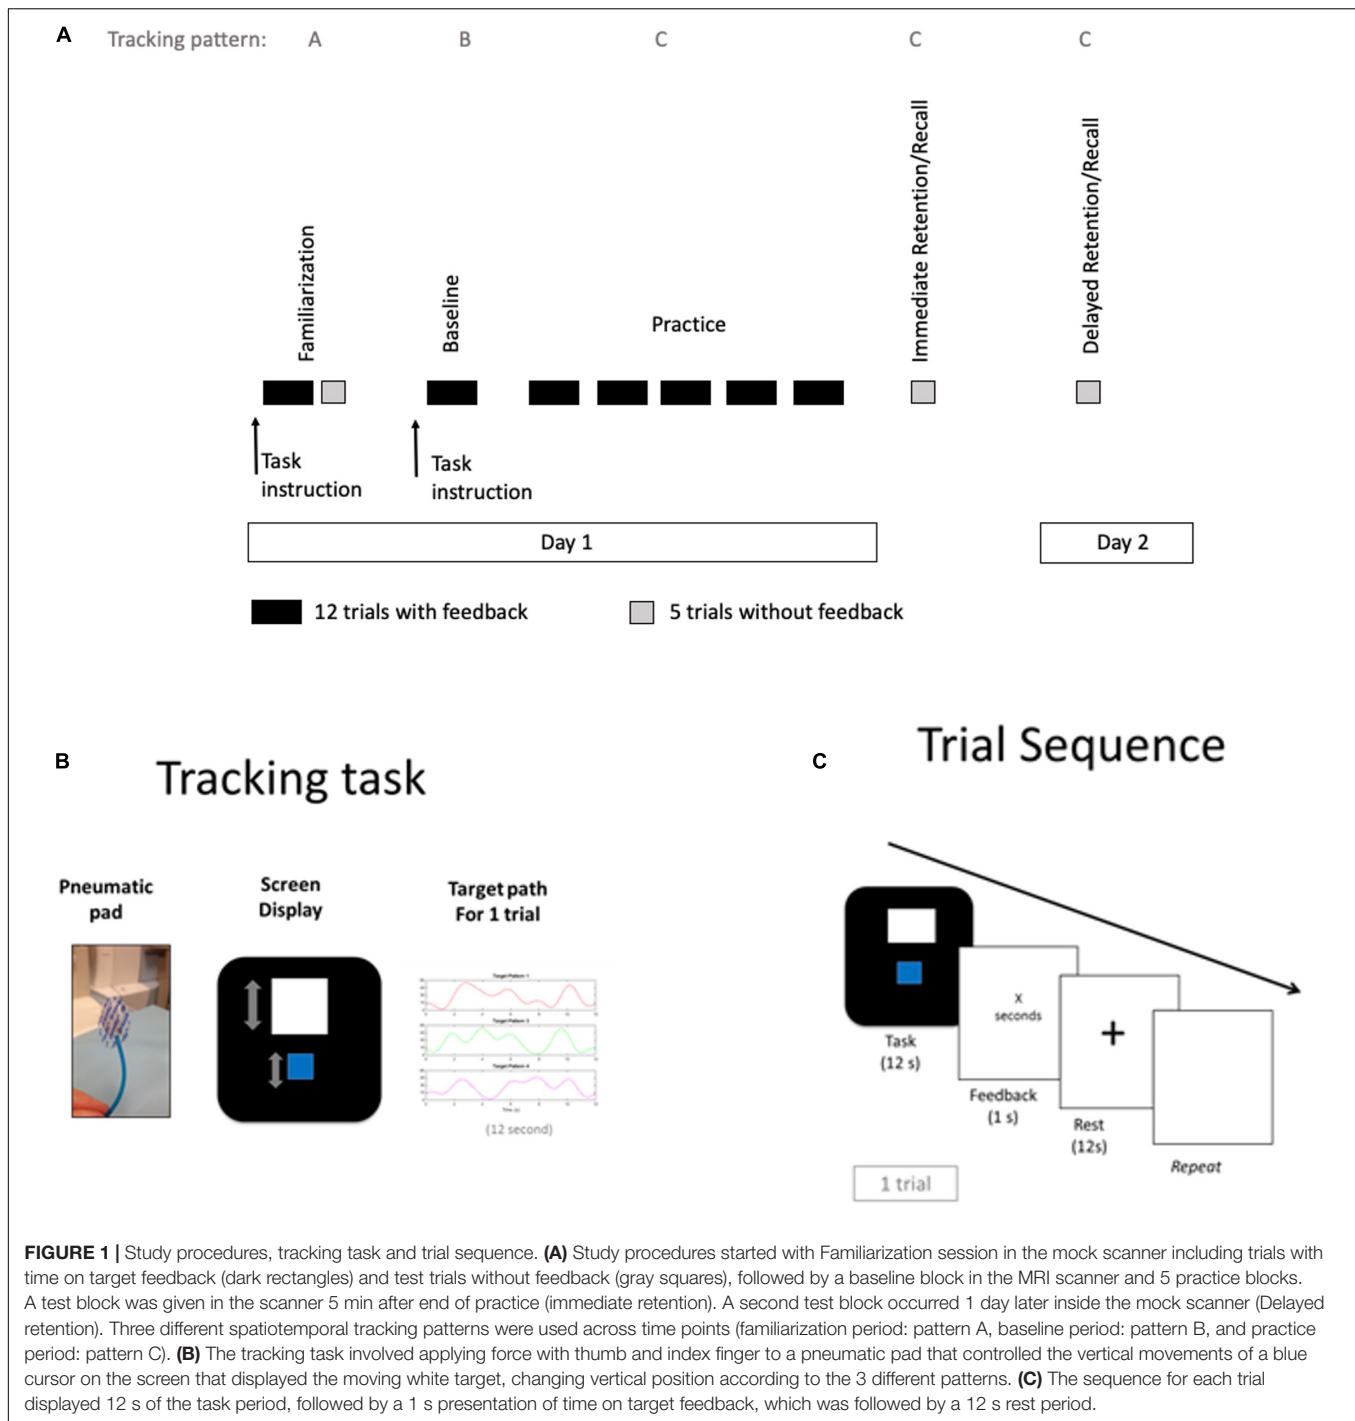 A
Tracking pattern: A B C C C
Familiarization
Baseline
Practice
Immediate Retention/Recall
Delayed Retention/Recall
Task
instruction
Task
instruction
Day 1
Day 2
12 trials with feedback
5 trials without feedback
B
Tracking task
Pneumatic
pad
Screen
Display
Target path
For 1 trial
Target Pattern 1
(12 second)
C
Trial Sequence
Task
(12 s)
X
seconds
Feedback
(1 s)
+
Rest
(12s)
Repeat
1 trial
FIGURE 1 | Study procedures, tracking task and trial sequence. (A) Study procedures started with Familiarization session in the mock scanner including trials with
time on target feedback (dark rectangles) and test trials without feedback (gray squares), followed by a baseline block in the MRI scanner and 5 practice blocks.
A test block was given in the scanner 5 min after end of practice (immediate retention). A second test block occurred 1 day later inside the mock scanner (Delayed
retention). Three different spatiotemporal tracking patterns were used across time points (familiarization period: pattern A, baseline period: pattern B, and practice
period: pattern C). (B) The tracking task involved applying force with thumb and index finger to a pneumatic pad that controlled the vertical movements of a blue
cursor on the screen that displayed the moving white target, changing vertical position according to the 3 different patterns. (C) The sequence for each trial
displayed 12 s of the task period, followed by a 1 s presentation of time on target feedback, which was followed by a 12 s rest period.